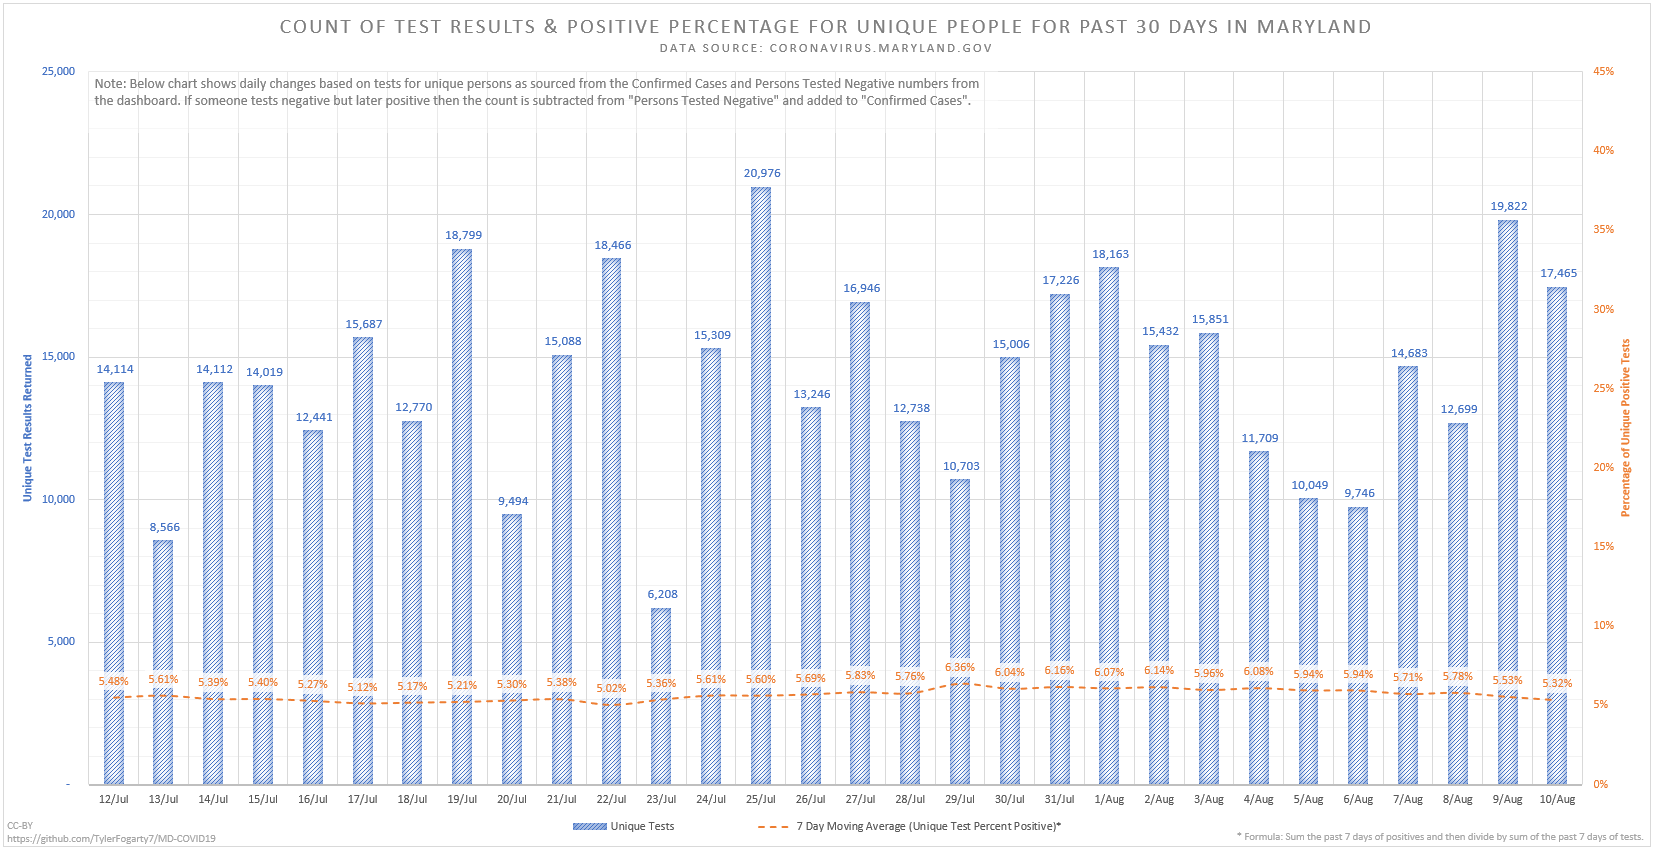 COUNT OF TEST RESULTS & POSITIVE PERCENTAGE FOR UNIQUE PEOPLE FOR PAST 30 DAYS IN MARYLAND
DATA SOURCE: CORONAVIRUS.MARYLAND.GOV
Note: Below chart shows daily changes based on tests for unique persons as sourced from the Confirmed Cases and Persons Tested Negative numbers from
the dashboard. If someone tests negative but later positive then the count is subtracted from "Persons Tested Negative" and added to "Confirmed Cases".
Unique Test Results Returned
25,000
20,000
15,000
10,000
5,000
-
14,114 8,566 14,112 14,019 12,441 15,687 12,770 18,799 9,494 15,088 18,466 6,208 15,309 20,976 13,246 16,946 12,738 10,703 15,006 17,226 18,163 15,432 15,851 11,709 10,049 9,746 14,683 12,699 19,822 17,465
5.48% 5.61% 5.39% 5.40% 5.27% 5.12% 5.17% 5.21% 5.30% 5.38% 5.02% 5.36% 5.61% 5.60% 5.69% 5.83% 5.76% 6.36% 6.04% 6.16% 6.07% 6.14% 5.96% 6.08% 5.94% 5.94% 5.71% 5.78% 5.53% 5.32%
45%
40%
35%
30%
25%
20%
15%
10%
5%
0%
Percentage of Unique Positive Tests
12/Jul 13/Jul 14/Jul 15/Jul 16/Jul 17/Jul 18/Jul 19/Jul 20/Jul 21/Jul 22/Jul 23/Jul 24/Jul 25/Jul 26/Jul 27/Jul 28/Jul 29/Jul 30/Jul 31/Jul 1/Aug 2/Aug 3/Aug 4/Aug 5/Aug 6/Aug 7/Aug 8/Aug 9/Aug 10/Aug
Unique Tests 7 Day Moving Average (Unique Test Percent Positive)*
CC-BY
https://github.com/TylerFogarty7/MD-COVID19
* Formula: Sum the past 7 days of positives and then divide by sum of the past 7 days of tests.